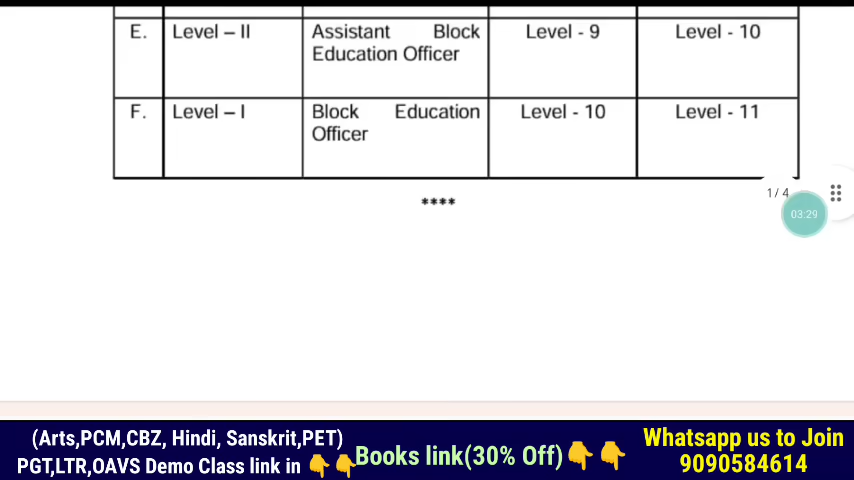 E. Level – II Assistant Block Level - 9 Level - 10
Education Officer
F. Level – I Block Education Level - 10 Level - 11
Officer
****
1 / 4
03:29
(Arts,PCM,CBZ, Hindi, Sanskrit,PET)
PGT,LTR,OAVS Demo Class link in 👇👇
Books link(30% Off)👇👇
Whatsapp us to Join
9090584614